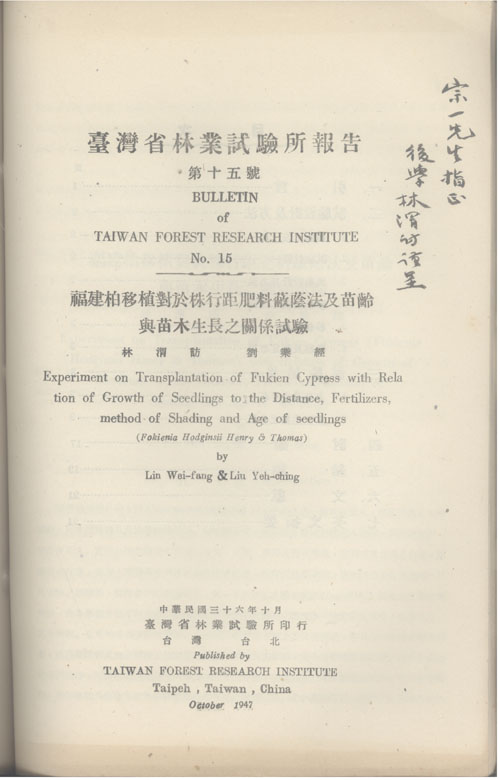 宗一先生指正
後學林渭訪謹呈
臺灣省林業試驗所報告
第十五號
BULLETIN
of
TAIWAN FOREST RESEARCH INSTITUTE
No. 15
福建柏移植對於株行距肥料蔽蔭法及苗齡
與苗木生長之關係試驗
林渭訪 劉業經
Experiment on Transplantation of Fukien Cypress with Rela
tion of Growth of Seedlings to the Distance, Fertilizers,
method of Shading and Age of seedlings
(Fokienia Hodginsii Henry & Thomas)
by
Lin Wei-fang & Liu Yeh-ching
中華民國三十六年十月
臺灣省林業試驗所印行
台灣 台北
Published by
TAIWAN FOREST RESEARCH INSTITUTE
Taipeh , Taiwan , China
October 1947